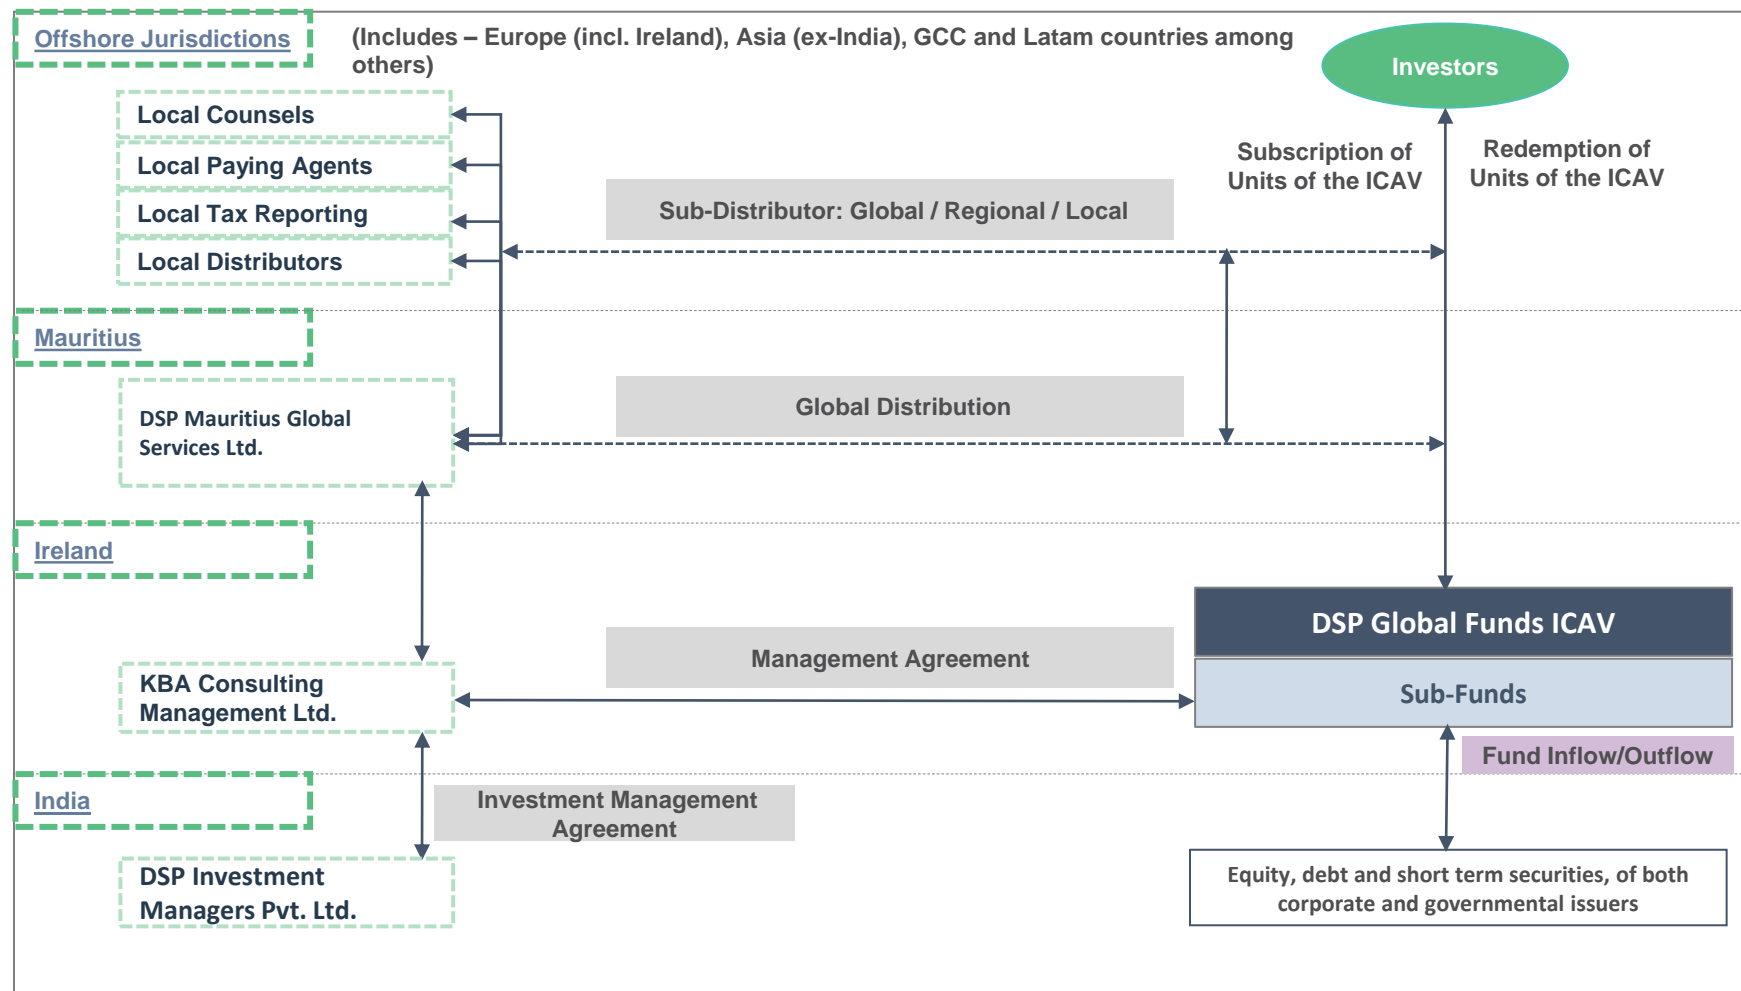 Offshore Jurisdictions
(Includes – Europe (incl. Ireland), Asia (ex-India), GCC and Latam countries among
others)
Investors
Local Counsels
Local Paying Agents
Local Tax Reporting
Local Distributors
Sub-Distributor: Global / Regional / Local
Subscription of
Units of the ICAV
Redemption of
Units of the ICAV
Mauritius
DSP Mauritius Global
Services Ltd.
Global Distribution
Ireland
DSP Global Funds ICAV
Sub-Funds
Management Agreement
KBA Consulting
Management Ltd.
Fund Inflow/Outflow
India
Investment Management
Agreement
DSP Investment
Managers Pvt. Ltd.
Equity, debt and short term securities, of both
corporate and governmental issuers